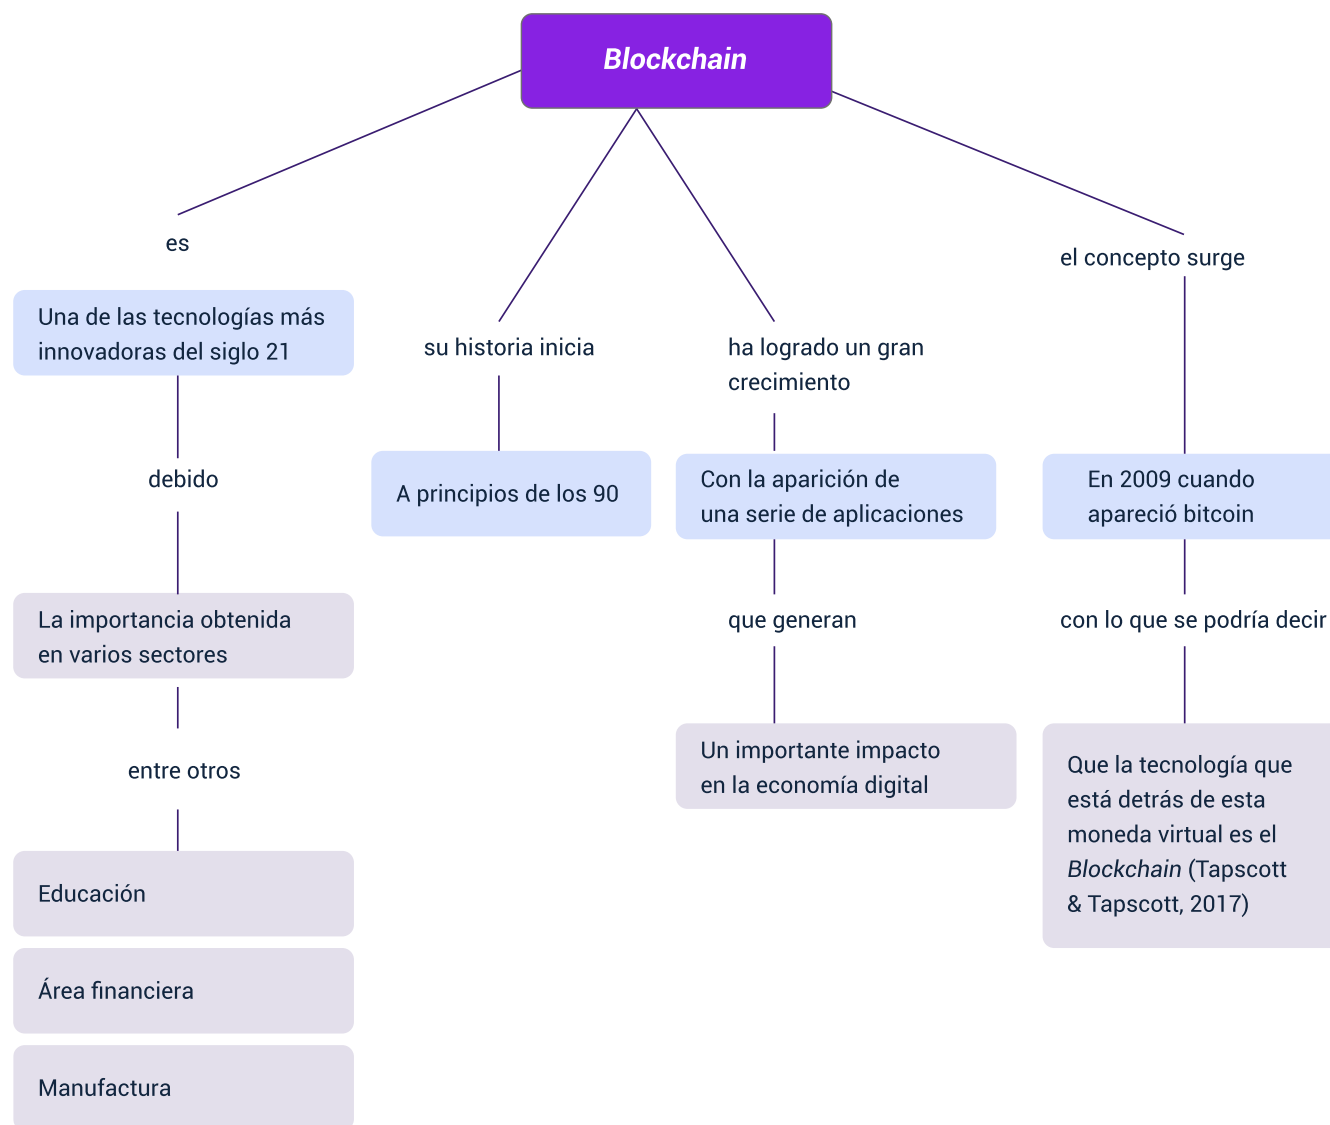 Blockchain
es
Una de las tecnologías más
innovadoras del siglo 21
debido
La importancia obtenida
en varios sectores
entre otros
Educación
Área financiera
Manufactura
su historia inicia
A principios de los 90
ha logrado un gran
crecimiento
Con la aparición de
una serie de aplicaciones
que generan
Un importante impacto
en la economía digital
el concepto surge
En 2009 cuando
apareció bitcoin
con lo que se podría decir
Que la tecnología que
está detrás de esta
moneda virtual es el
Blockchain (Tapscott
& Tapscott, 2017)